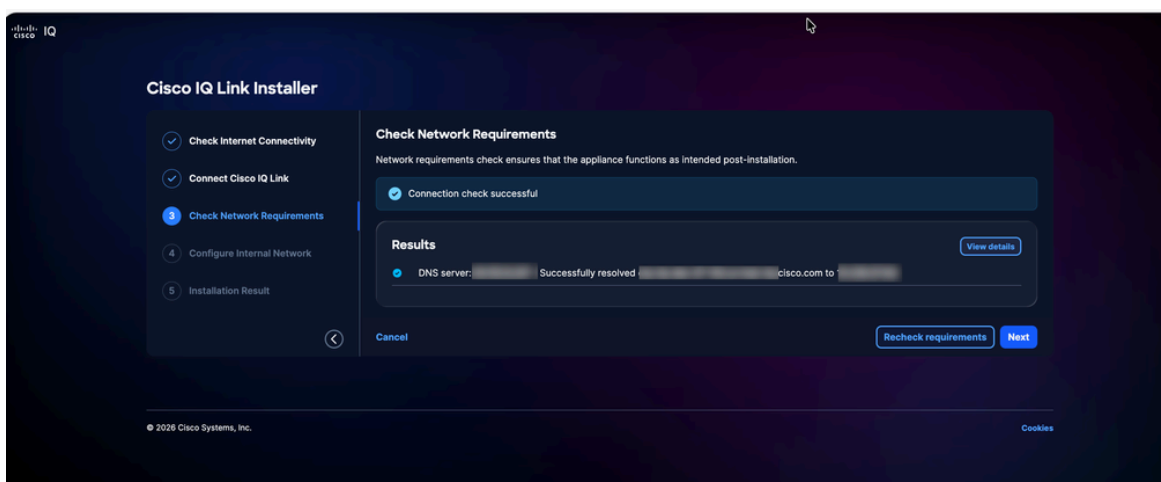 cisco IQ
Cisco IQ Link Installer
Check Internet Connectivity
Connect Cisco IQ Link
3 Check Network Requirements
4 Configure Internal Network
5 Installation Result
Check Network Requirements
Network requirements check ensures that the appliance functions as intended post-installation.
Connection check successful
Results
View details
DNS server: Successfully resolved cisco.com to
Cancel
Recheck requirements
Next
© 2026 Cisco Systems, Inc.
Cookies